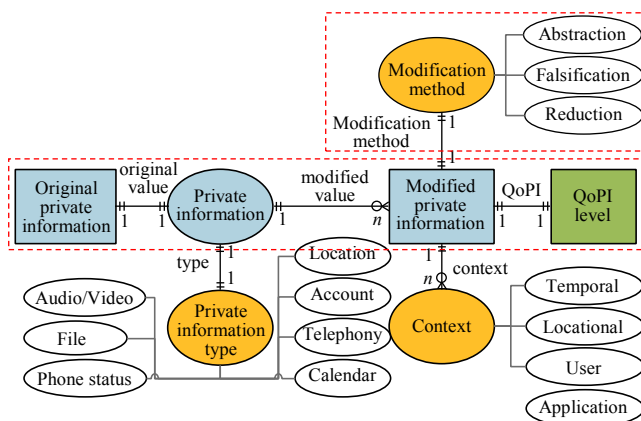 Abstraction
Modification
method
Falsification
Reduction
Modification
method
1
1
original
value
modified
value
QoPI
Original
private
information
1
1
Private
information
1
n
Modified
private
information
1
1
QoPI
level
type
1
1
1
n
context
Location
Audio/Video
Account
File
Private
information
type
Telephony
Phone status
Calendar
Context
Temporal
Locational
User
Application